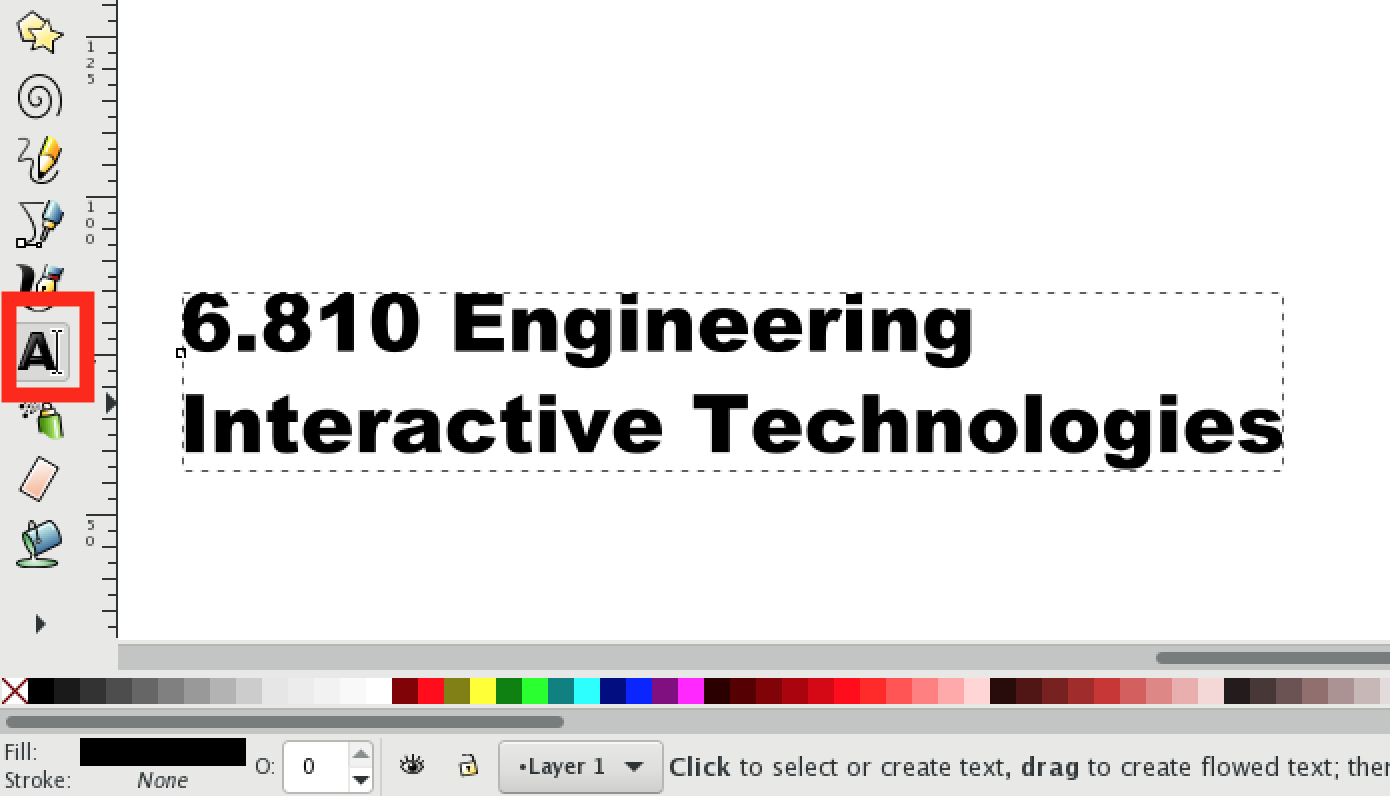 125
100
6.810 Engineering
Interactive Technologies
A
50
Fill:
Stroke: None
O: 0
•Layer 1
Click to select or create text, drag to create flowed text; then